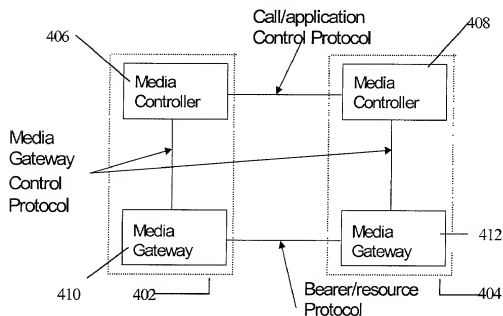 Call/application
Control Protocol
406
408
Media
Controller
Media
Controller
Media
Gateway
Control
Protocol
Media
Gateway
Media
Gateway
412
410
402
Bearer/resource
Protocol
404